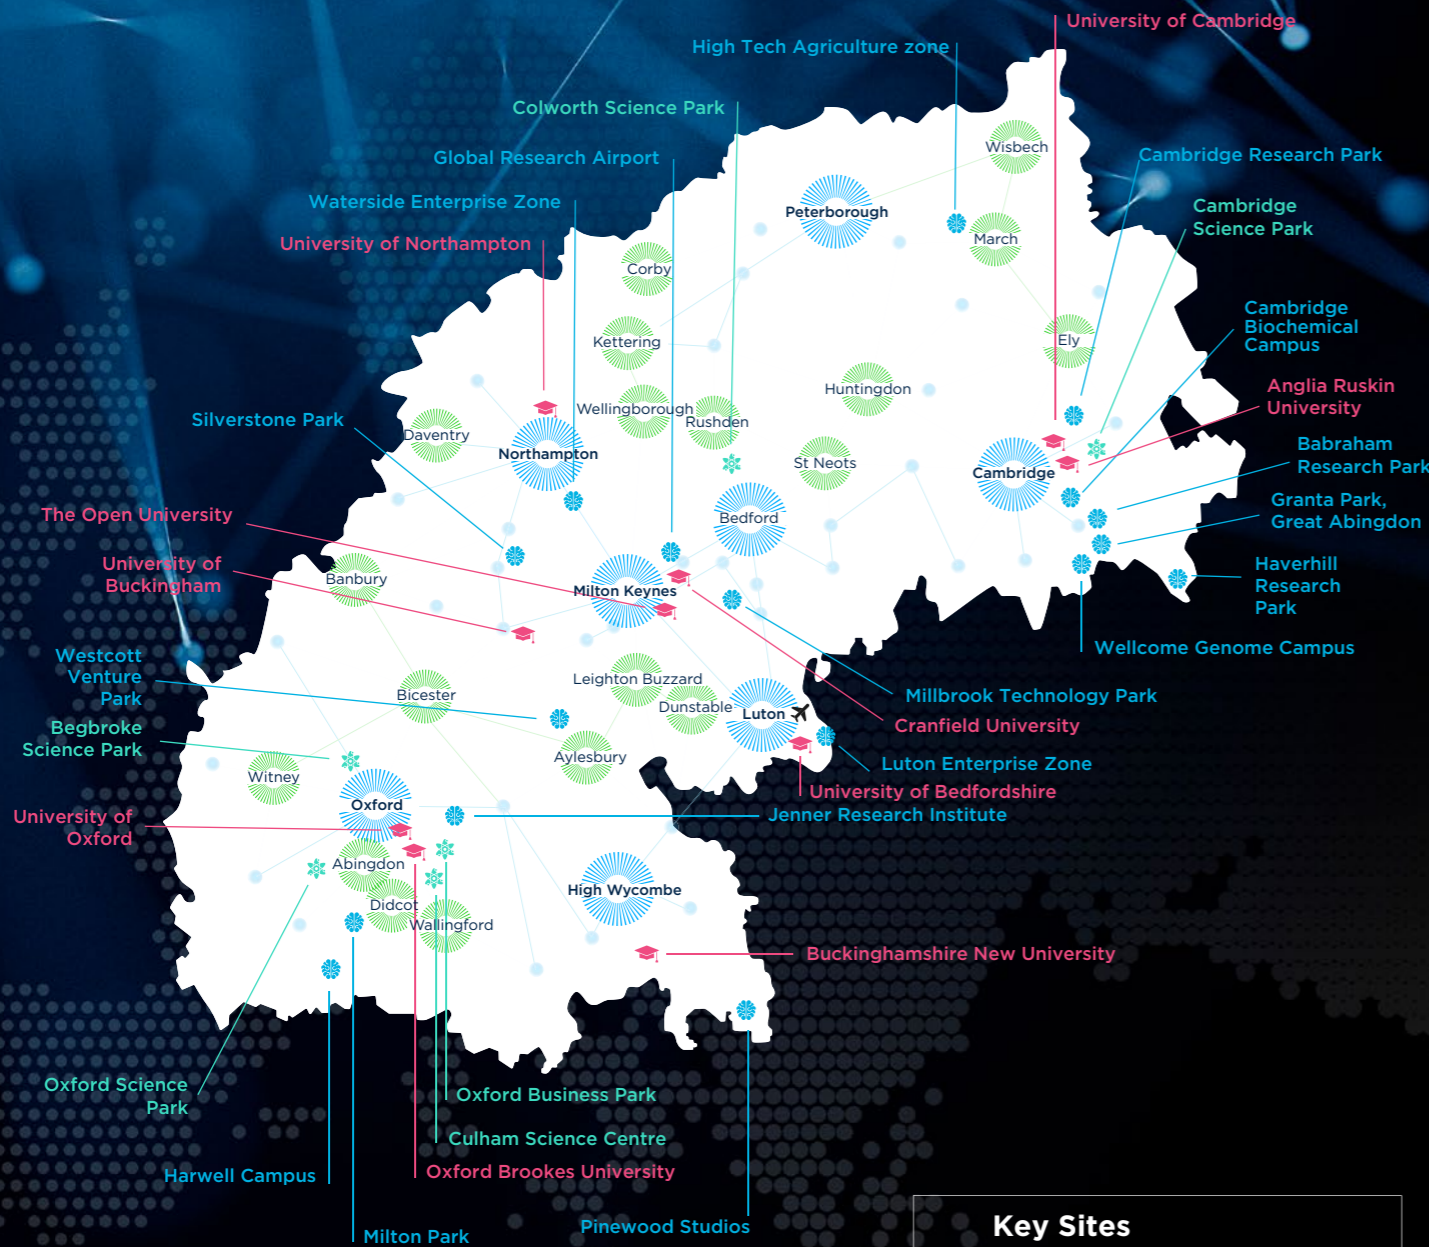 University of Cambridge
High Tech Agriculture zone
Colworth Science Park
Global Research Airport
Waterside Enterprise Zone
University of Northampton
Wisbech
Cambridge Research Park
Peterborough
March
Cambridge
Science Park
Corby
Kettering
Ely
Cambridge
Biochemical
Campus
Huntingdon
Anglia Ruskin
University
Silverstone Park
Daventry
Wellingborough
Rushden
Northampton
St Neots
Cambridge
Babraham
Research Park
The Open University
Bedford
Granta Park,
Great Abingdon
University of
Buckingham
Banbury
Milton Keynes
Haverhill
Research
Park
Wellcome Genome Campus
Westcott
Venture
Park
Bicester
Leighton Buzzard
Dunstable
Luton
Millbrook Technology Park
Cranfield University
Begbroke
Science Park
Witney
Aylesbury
Luton Enterprise Zone
University of Bedfordshire
Oxford
Jenner Research Institute
University of
Oxford
Abingdon
Didcot
Wallingford
High Wycombe
Buckinghamshire New University
Oxford Science
Park
Oxford Business Park
Culham Science Centre
Oxford Brookes University
Harwell Campus
Milton Park
Pinewood Studios
Key Sites